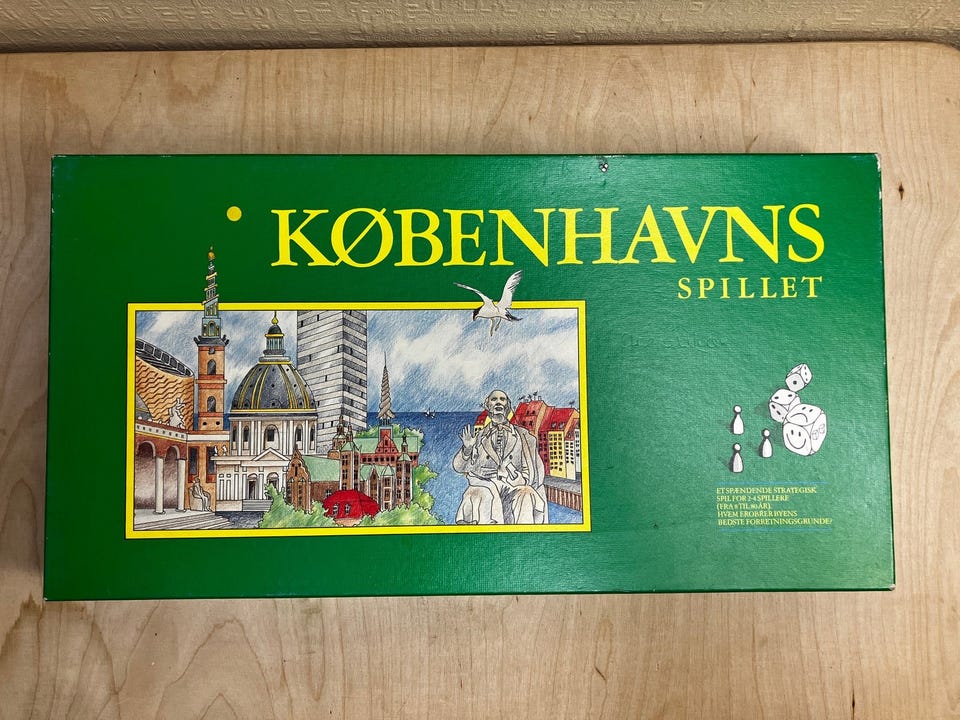 KØBENHAVNS
SPILLET
ET SPÆNDENDE STRATEGISK
SPIL FOR 2-4 SPILLERE
(FRA 8 TIL 80 ÅR).
HVEM EROBRER BYENS
BEDSTE FORRETNINGSGRUNDE?